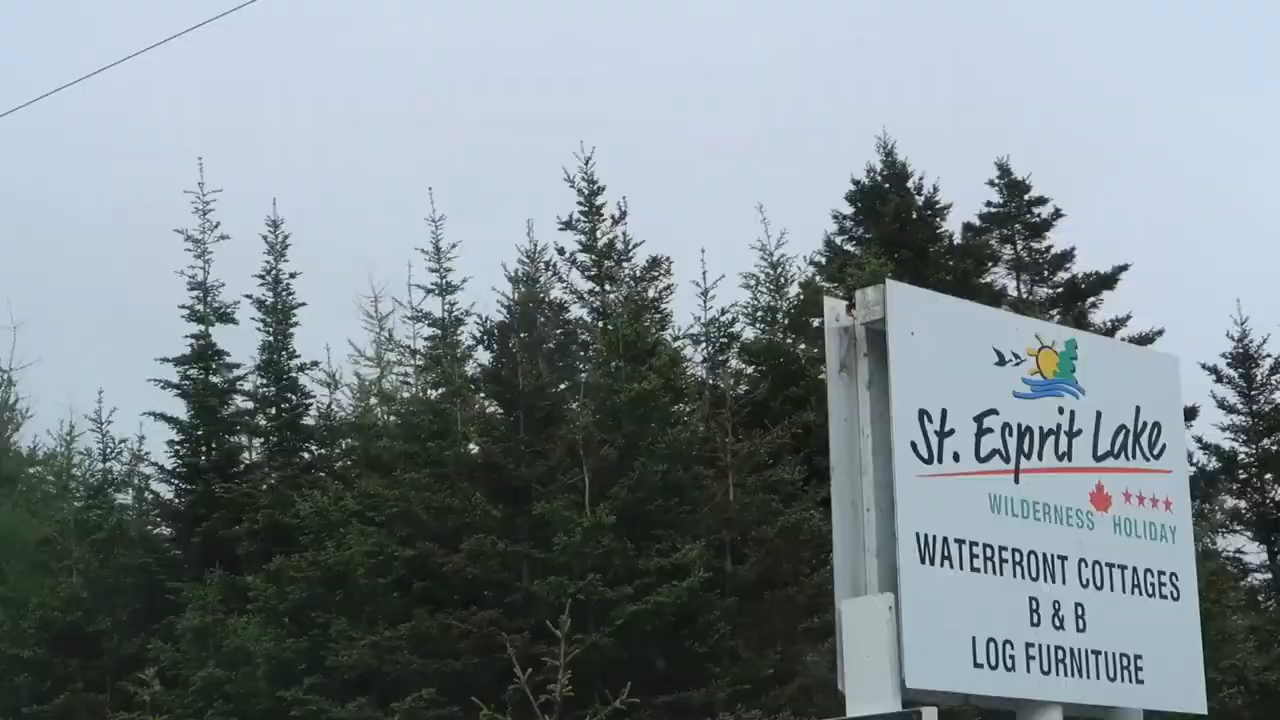 St. Esprit Lake
WILDERNESS HOLIDAY
WATERFRONT COTTAGES
B & B
LOG FURNITURE